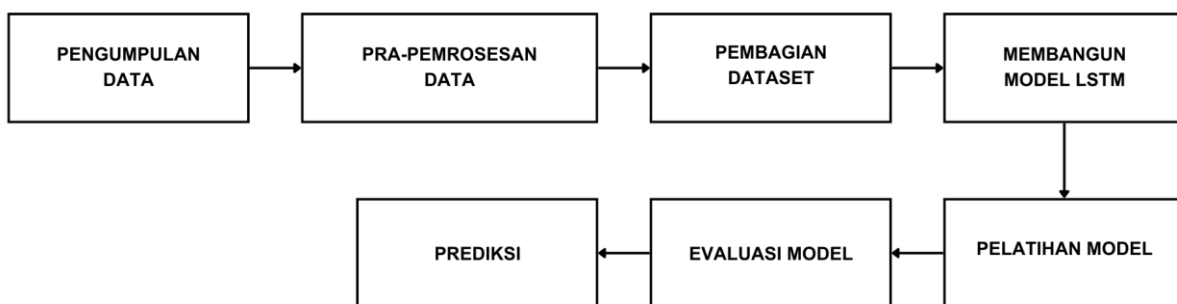 PENGUMPULAN
DATA
PRA-PEMROSESAN
DATA
PEMBAGIAN
DATASET
MEMBANGUN
MODEL LSTM
PELATIHAN MODEL
EVALUASI MODEL
PREDIKSI